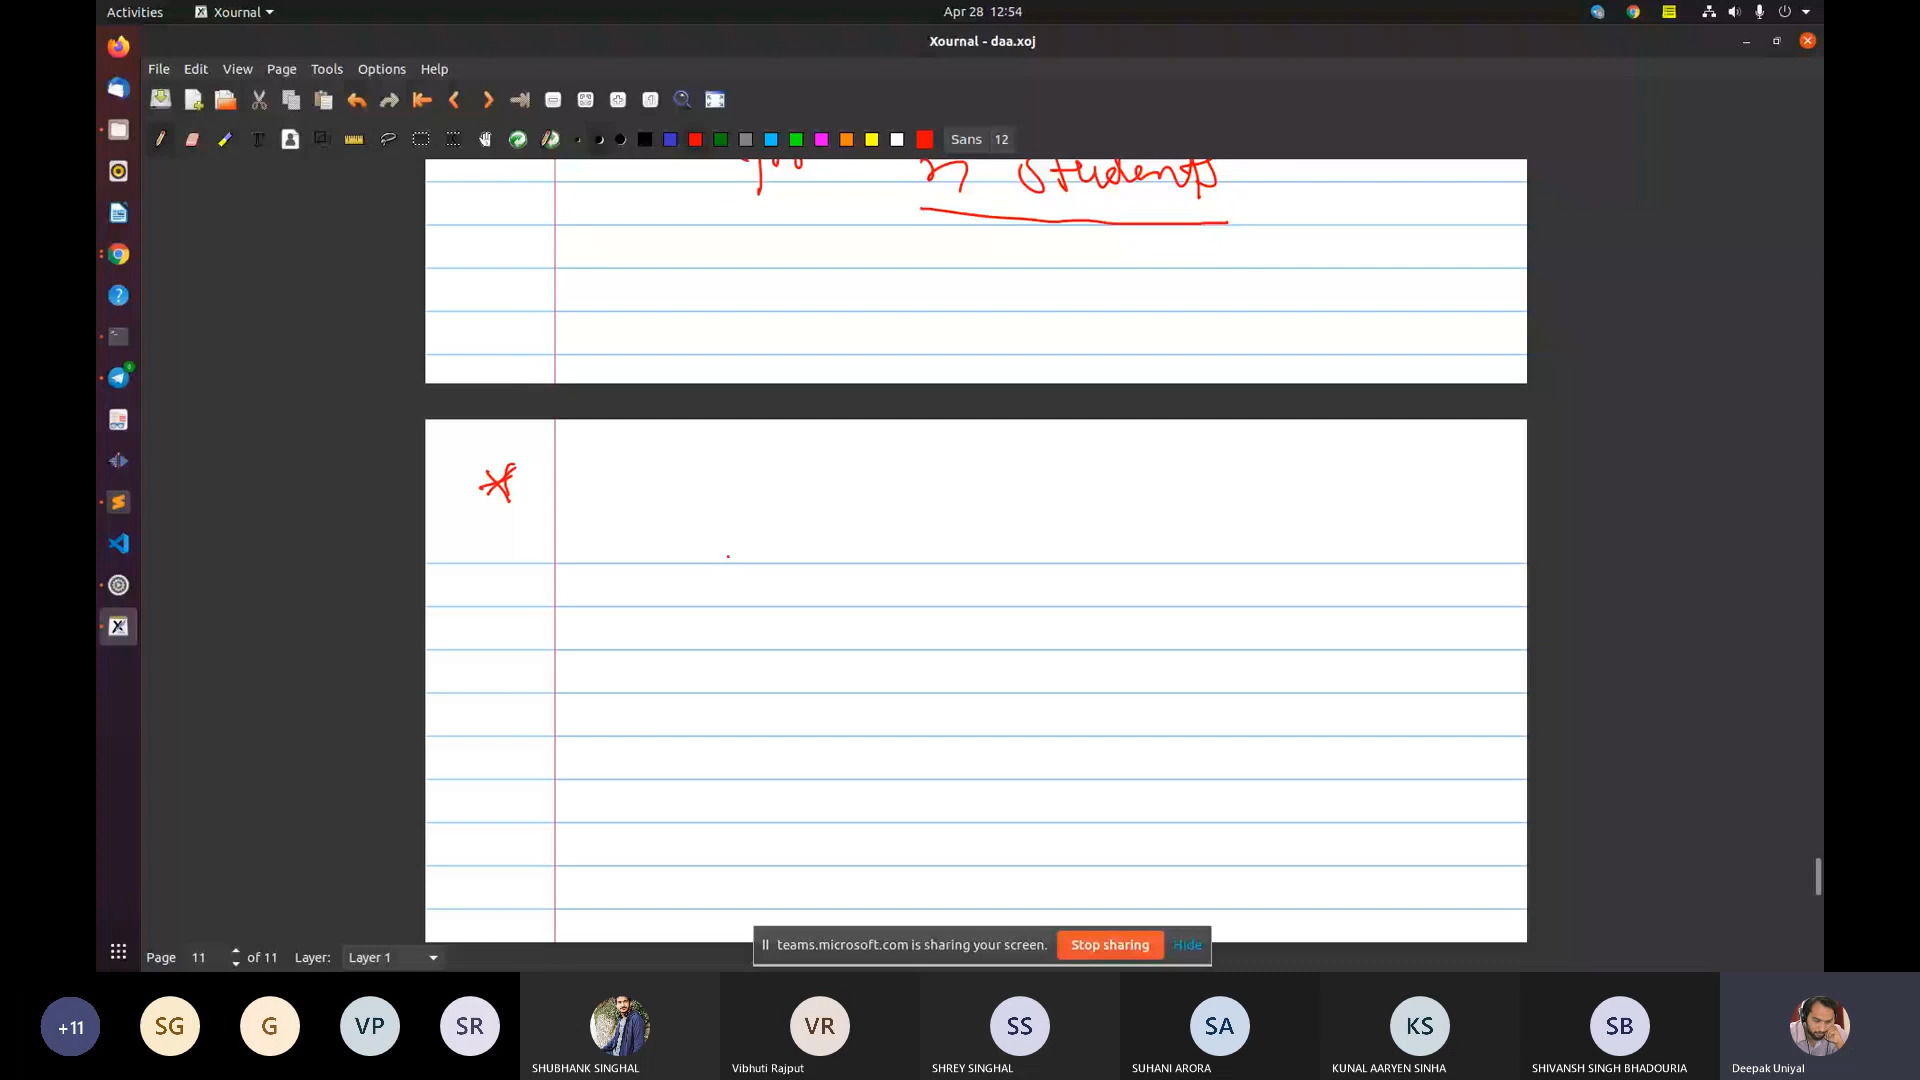 Activities Xournal Apr 28 12:54
Xournal - daa.xoj
File Edit View Page Tools Options Help
Sans 12
n students
*
teams.microsoft.com is sharing your screen. Stop sharing Hide
Page 11 of 11 Layer: Layer 1
+11 SG G VP SR VR SS SA KS SB
SHUBHANK SINGHAL Vibhuti Rajput SHREY SINGHAL SUHANI ARORA KUNAL AARYEN SINHA SHIVANSH SINGH BHADOURIA Deepak Uniyal